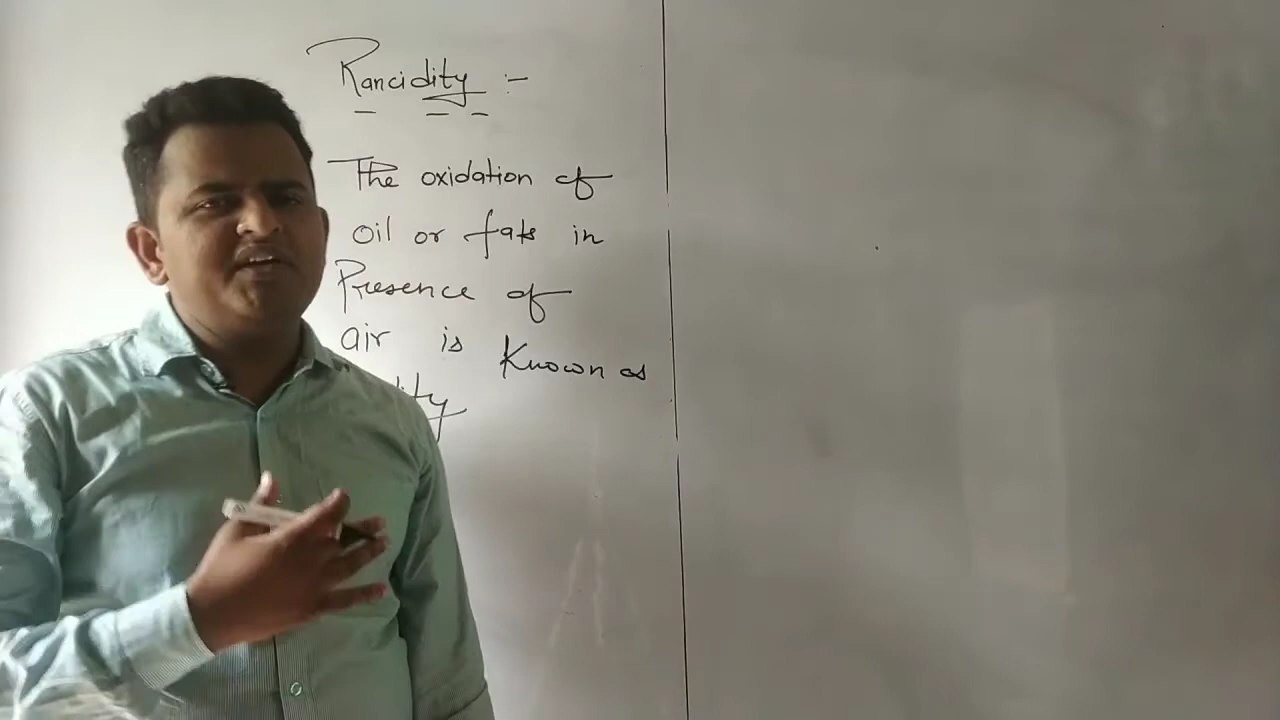 Rancidity :-
The oxidation of
oil or fats in
Presence of
air is Known as